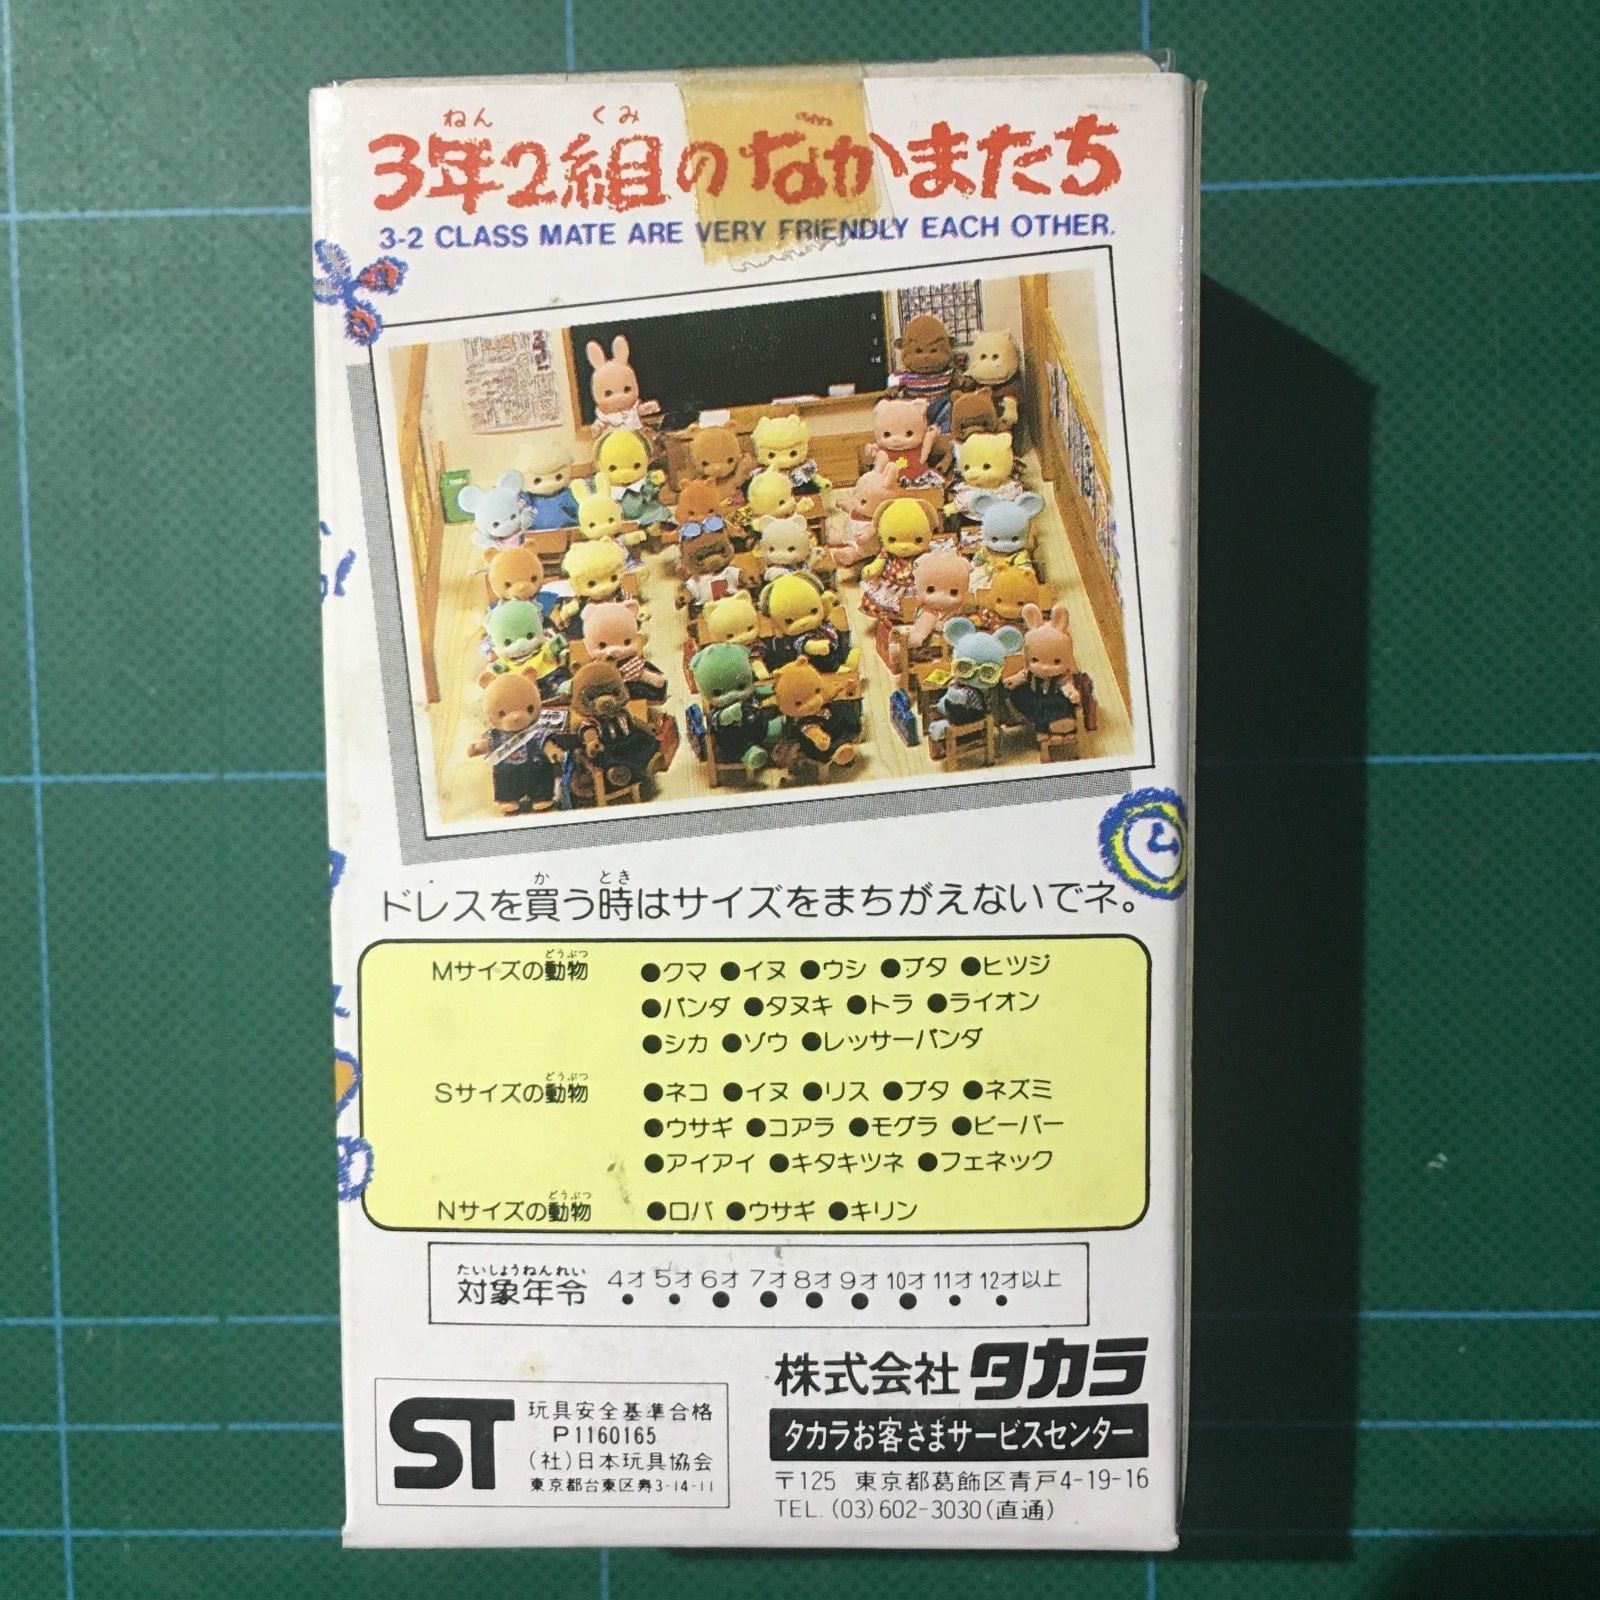 ねん くみ
3年2組のなかまたち
3-2 CLASS MATE ARE VERY FRIENDLY EACH OTHER.
か とき
ドレスを買う時はサイズをまちがえないでネ。
どうぶつ
Mサイズの動物 ●クマ ●イヌ ●ウシ ●ブタ ●ヒツジ
●パンダ ●タヌキ ●トラ ●ライオン
●シカ ●ゾウ ●レッサーパンダ
どうぶつ
Sサイズの動物 ●ネコ ●イヌ ●リス ●ブタ ●ネズミ
●ウサギ ●コアラ ●モグラ ●ビーバー
●アイアイ ●キタキツネ ●フェネック
どうぶつ
Nサイズの動物 ●ロバ ●ウサギ ●キリン
たいしょうねんれい
対象年令 4才 5才 6才 7才 8才 9才 10才 11才 12才以上
株式会社タカラ
タカラお客さまサービスセンター
〒125 東京都葛飾区青戸4-19-16
TEL. (03)602-3030(直通)
ST 玩具安全基準合格
P1160165
(社)日本玩具協会
東京都台東区寿3-14-11